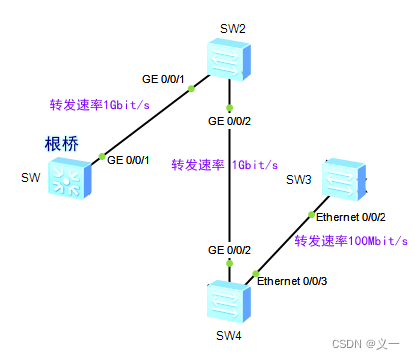 SW2
GE 0/0/1
转发速率1Gbit/s
GE 0/0/2
根桥
GE 0/0/1
转发速率 1Gbit/s
SW3
SW
Ethernet 0/0/2
转发速率100Mbit/s
GE 0/0/2
Ethernet 0/0/3
SW4
CSDN @义一